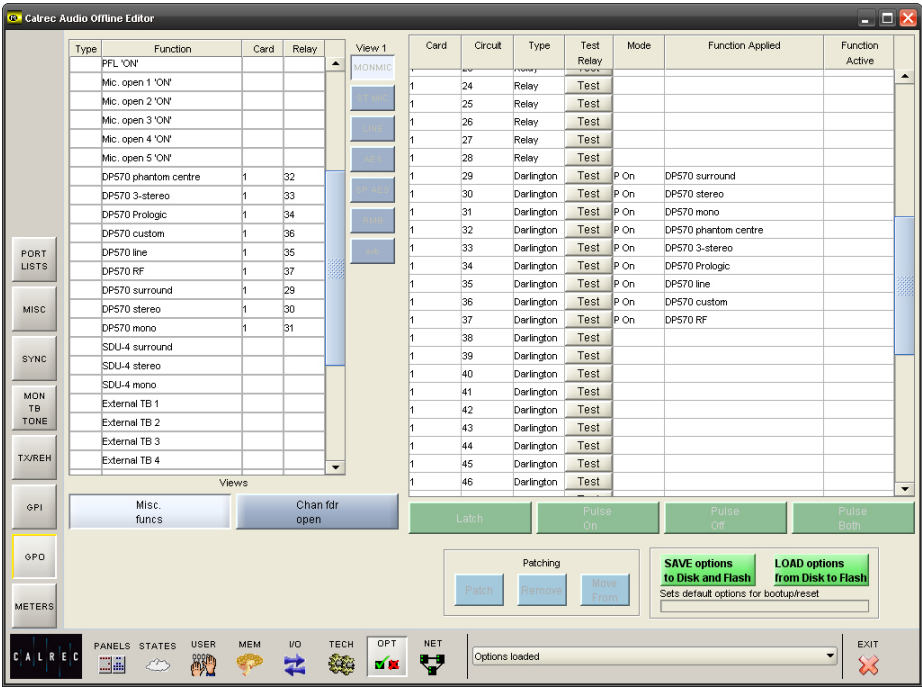 Calrec Audio Offline Editor
Type Function Card Relay
PFL 'ON'
Mic. open 1 'ON'
Mic. open 2 'ON'
Mic. open 3 'ON'
Mic. open 4 'ON'
Mic. open 5 'ON'
DP570 phantom centre 1 32
DP570 3-stereo 1 33
DP570 Prologic 1 34
DP570 custom 1 36
DP570 line 1 35
DP570 RF 1 37
DP570 surround 1 29
DP570 stereo 1 30
DP570 mono 1 31
SDU-4 surround
SDU-4 stereo
SDU-4 mono
External TB 1
External TB 2
External TB 3
External TB 4
Views
Misc. funcs
Chan fdr open
View 1
MONMIC
ST MIC
LINE
AES
SP AES
Card Circuit Type Test Relay Mode Function Applied Function Active
1 24 Relay Test
1 25 Relay Test
1 26 Relay Test
1 27 Relay Test
1 28 Relay Test
1 29 Darlington Test P On DP570 surround
1 30 Darlington Test P On DP570 stereo
1 31 Darlington Test P On DP570 mono
1 32 Darlington Test P On DP570 phantom centre
1 33 Darlington Test P On DP570 3-stereo
1 34 Darlington Test P On DP570 Prologic
1 35 Darlington Test P On DP570 line
1 36 Darlington Test P On DP570 custom
1 37 Darlington Test P On DP570 RF
1 38 Darlington Test
1 39 Darlington Test
1 40 Darlington Test
1 41 Darlington Test
1 42 Darlington Test
1 43 Darlington Test
1 44 Darlington Test
1 45 Darlington Test
1 46 Darlington Test
Latch
Pulse On
Pulse Off
Pulse Both
Patching
Patch
Remove
Move From
SAVE options
to Disk and Flash
LOAD options
from Disk to Flash
Sets default options for bootup/reset
PORT LISTS
MISC
SYNC
MON TB TONE
TX/REH
GPI
GPO
METERS
CALREC
PANELS
STATES
USER
MEM
I/O
TECH
OPT
NET
Options loaded
EXIT